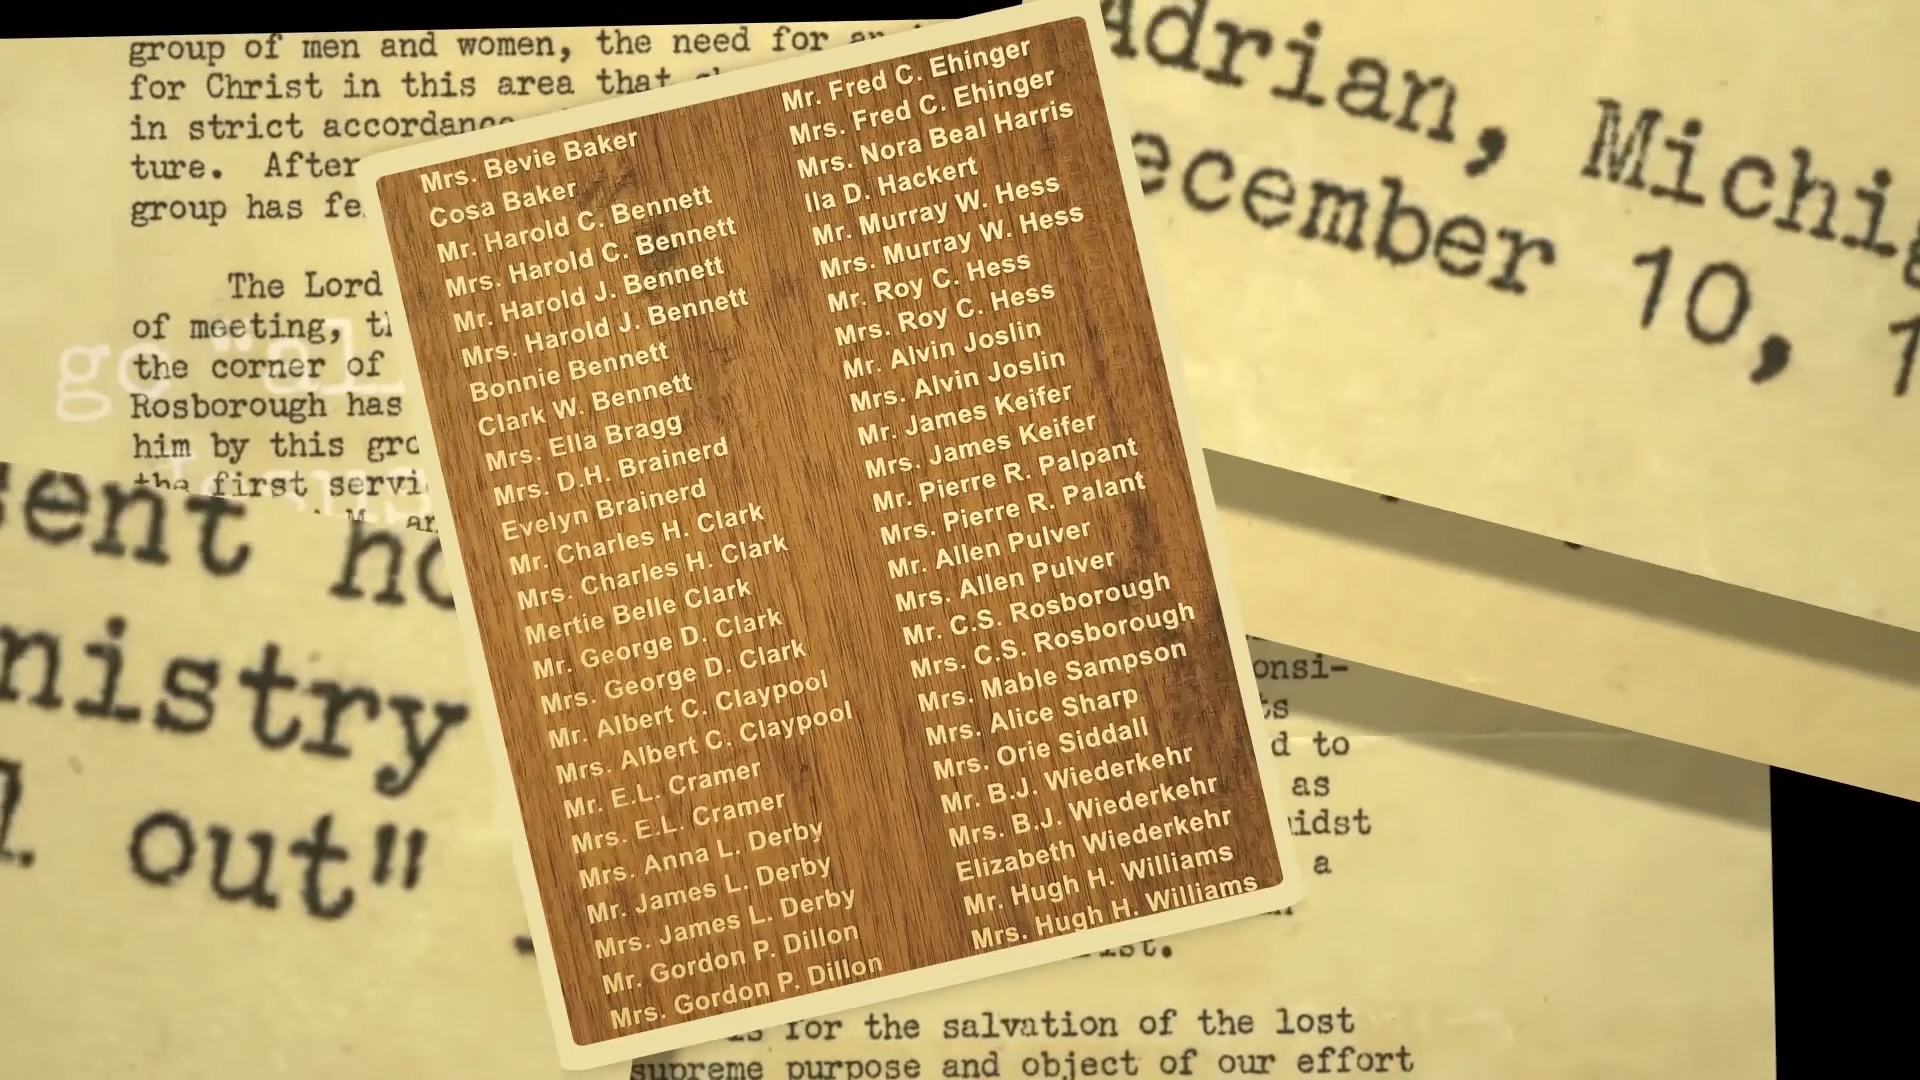 group of men and women, the need for
for Christ in this area that
in strict accordance
ture. After
group has fe
The Lord
of meeting, th
the corner of
Rosborough has
him by this gro
the first servi
go "all
Jesus
sent
nistry
out"
Adrian, Michig
ecember 10, 1
Mrs. Bevie Baker
Cosa Baker
Mr. Harold C. Bennett
Mrs. Harold C. Bennett
Mr. Harold J. Bennett
Mrs. Harold J. Bennett
Bonnie Bennett
Clark W. Bennett
Mrs. Ella Bragg
Mrs. D.H. Brainerd
Evelyn Brainerd
Mr. Charles H. Clark
Mrs. Charles H. Clark
Mertie Belle Clark
Mr. George D. Clark
Mrs. George D. Clark
Mr. Albert C. Claypool
Mrs. Albert C. Claypool
Mr. E.L. Cramer
Mrs. E.L. Cramer
Mrs. Anna L. Derby
Mr. James L. Derby
Mrs. James L. Derby
Mr. Gordon P. Dillon
Mrs. Gordon P. Dillon
Mr. Fred C. Ehinger
Mrs. Fred C. Ehinger
Mrs. Nora Beal Harris
Ila D. Hackert
Mr. Murray W. Hess
Mrs. Murray W. Hess
Mr. Roy C. Hess
Mrs. Roy C. Hess
Mr. Alvin Joslin
Mrs. Alvin Joslin
Mr. James Keifer
Mrs. James Keifer
Mr. Pierre R. Palpant
Mrs. Pierre R. Palant
Mr. Allen Pulver
Mrs. Allen Pulver
Mr. C.S. Rosborough
Mrs. C.S. Rosborough
Mrs. Mable Sampson
Mrs. Alice Sharp
Mrs. Orie Siddall
Mr. B.J. Wiederkehr
Mrs. B.J. Wiederkehr
Elizabeth Wiederkehr
Mr. Hugh H. Williams
Mrs. Hugh H. Williams
onsi-
ts
d to
as
idst
a
ist.
is for the salvation of the lost
supreme purpose and object of our effort